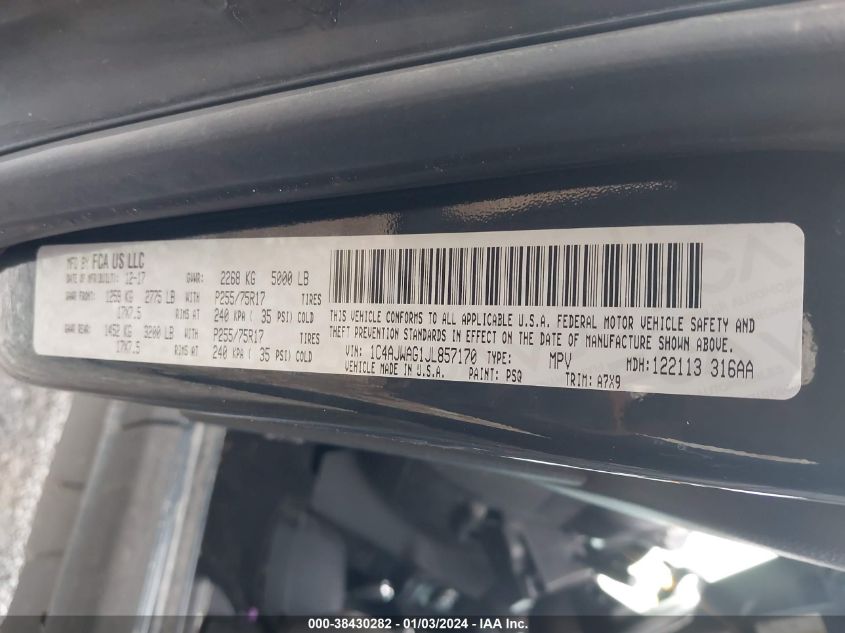 MFD BY FCA US LLC
DATE OF MFR(BUILT): 12-17 GVWR: 2268 KG 5000 LB
GAWR FRONT: 1259 KG 2775 LB WITH P255/75R17 TIRES
17X7.5 RIMS AT 240 KPA ( 35 PSI) COLD
GAWR REAR: 1452 KG 3200 LB WITH P255/75R17 TIRES
17X7.5 RIMS AT 240 KPA ( 35 PSI) COLD
THIS VEHICLE CONFORMS TO ALL APPLICABLE U.S.A. FEDERAL MOTOR VEHICLE SAFETY AND
THEFT PREVENTION STANDARDS IN EFFECT ON THE DATE OF MANUFACTURE SHOWN ABOVE.
VIN: 1C4AJWAG1JL857170 TYPE: MPV MDH:122113 316AA
VEHICLE MADE IN U.S.A. PAINT: PSQ TRIM: A7X9
000-38430282 - 01/03/2024 - IAAI.COM